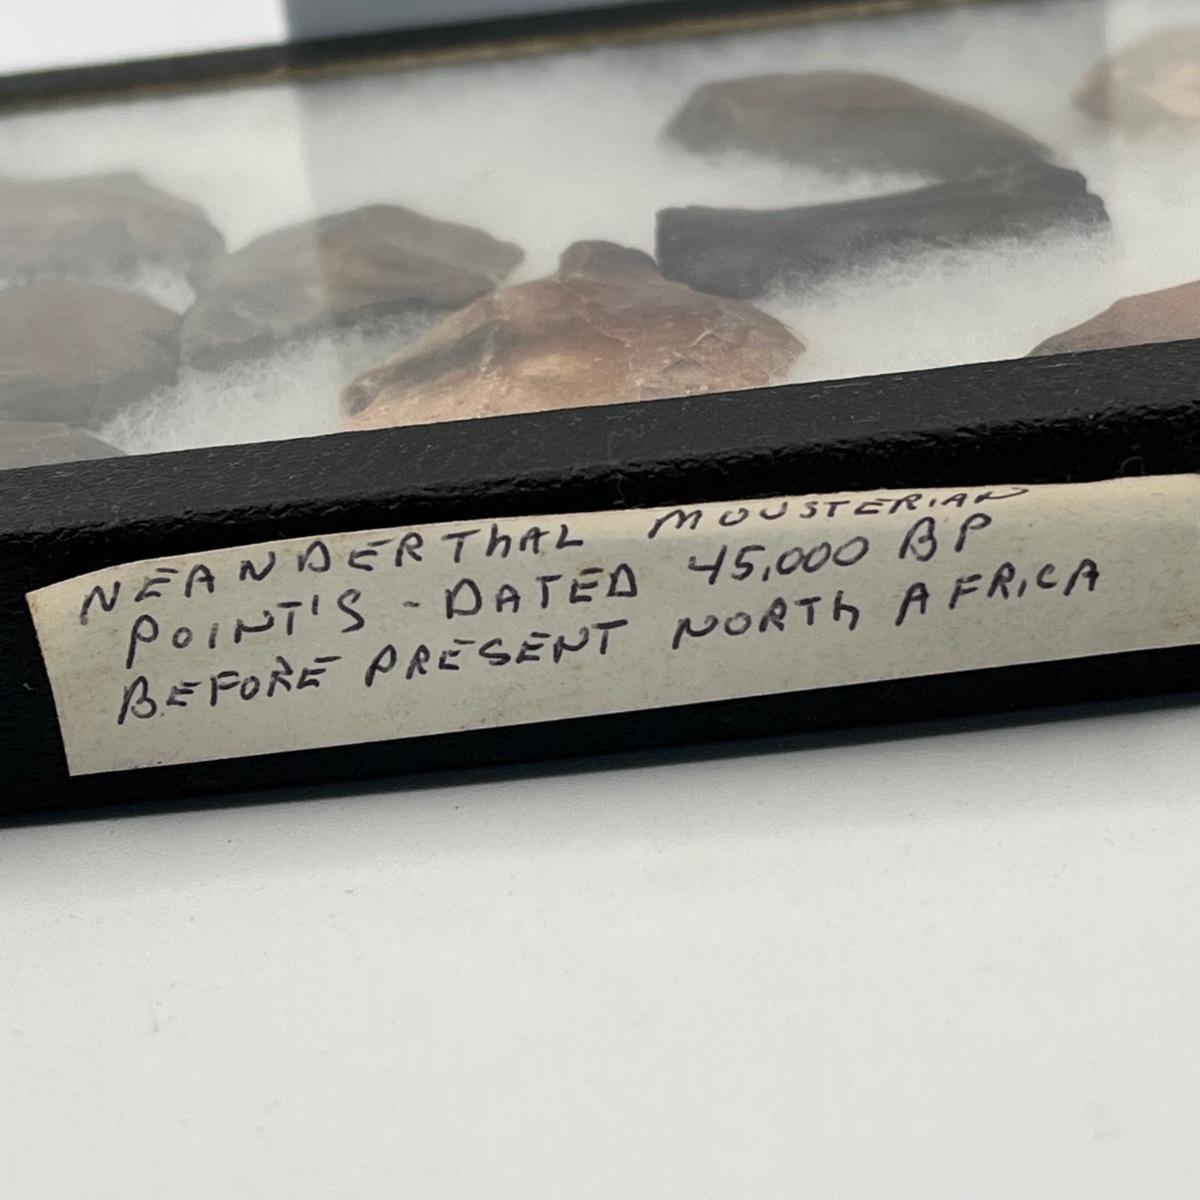 NEANDERTHAL MOUSTERIAN
POINT'S - DATED 45,000 BP
BEFORE PRESENT NORTH AFRICA